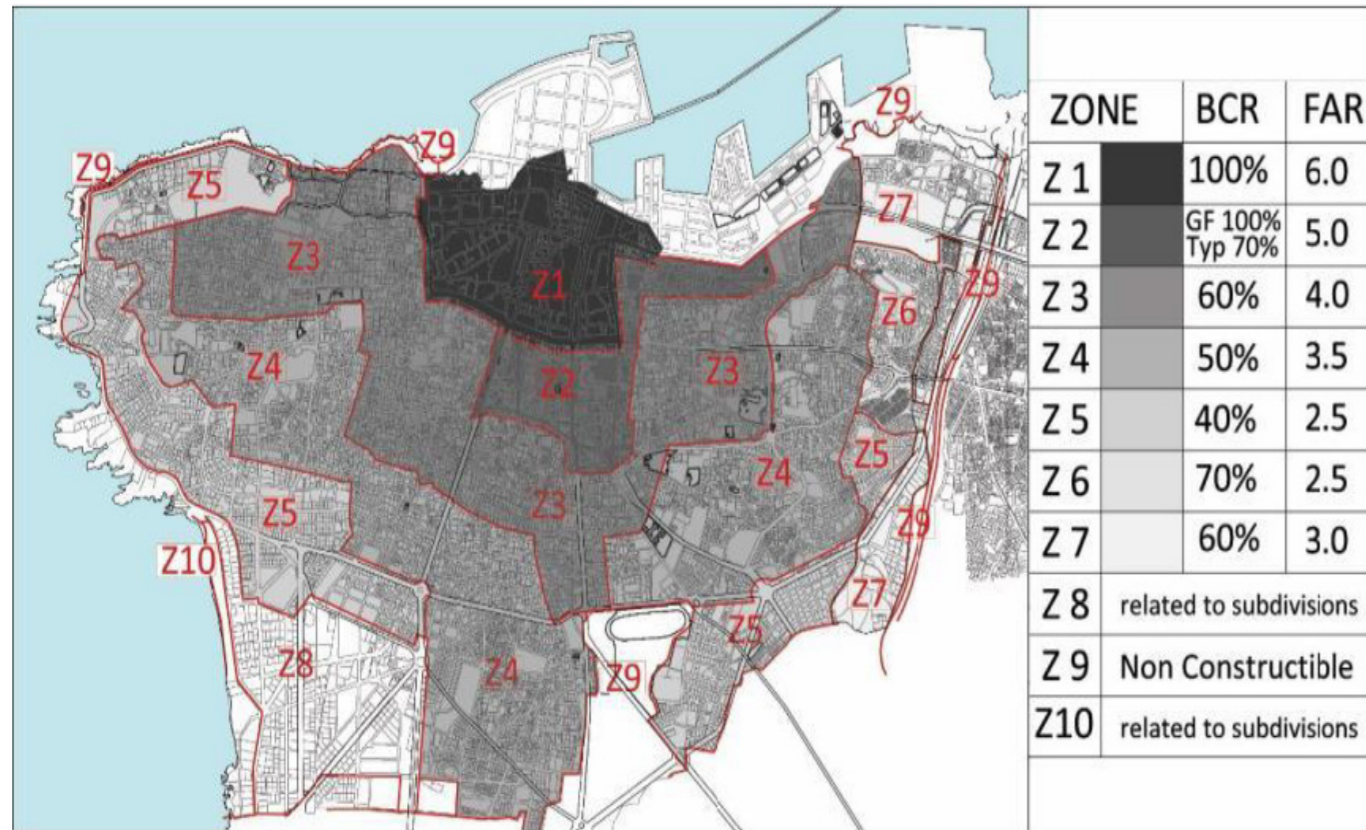 Z9
Z9
Z9
Z5
Z7
Z3
Z9
Z1
Z6
Z4
Z2
Z3
Z5
Z4
Z5
Z3
Z9
Z10
Z7
Z5
Z8
Z4
Z9
ZONE BCR FAR
Z 1 100% 6.0
Z 2 GF 100% 5.0
Typ 70%
Z 3 60% 4.0
Z 4 50% 3.5
Z 5 40% 2.5
Z 6 70% 2.5
Z 7 60% 3.0
Z 8 related to subdivisions
Z 9 Non Constructible
Z10 related to subdivisions